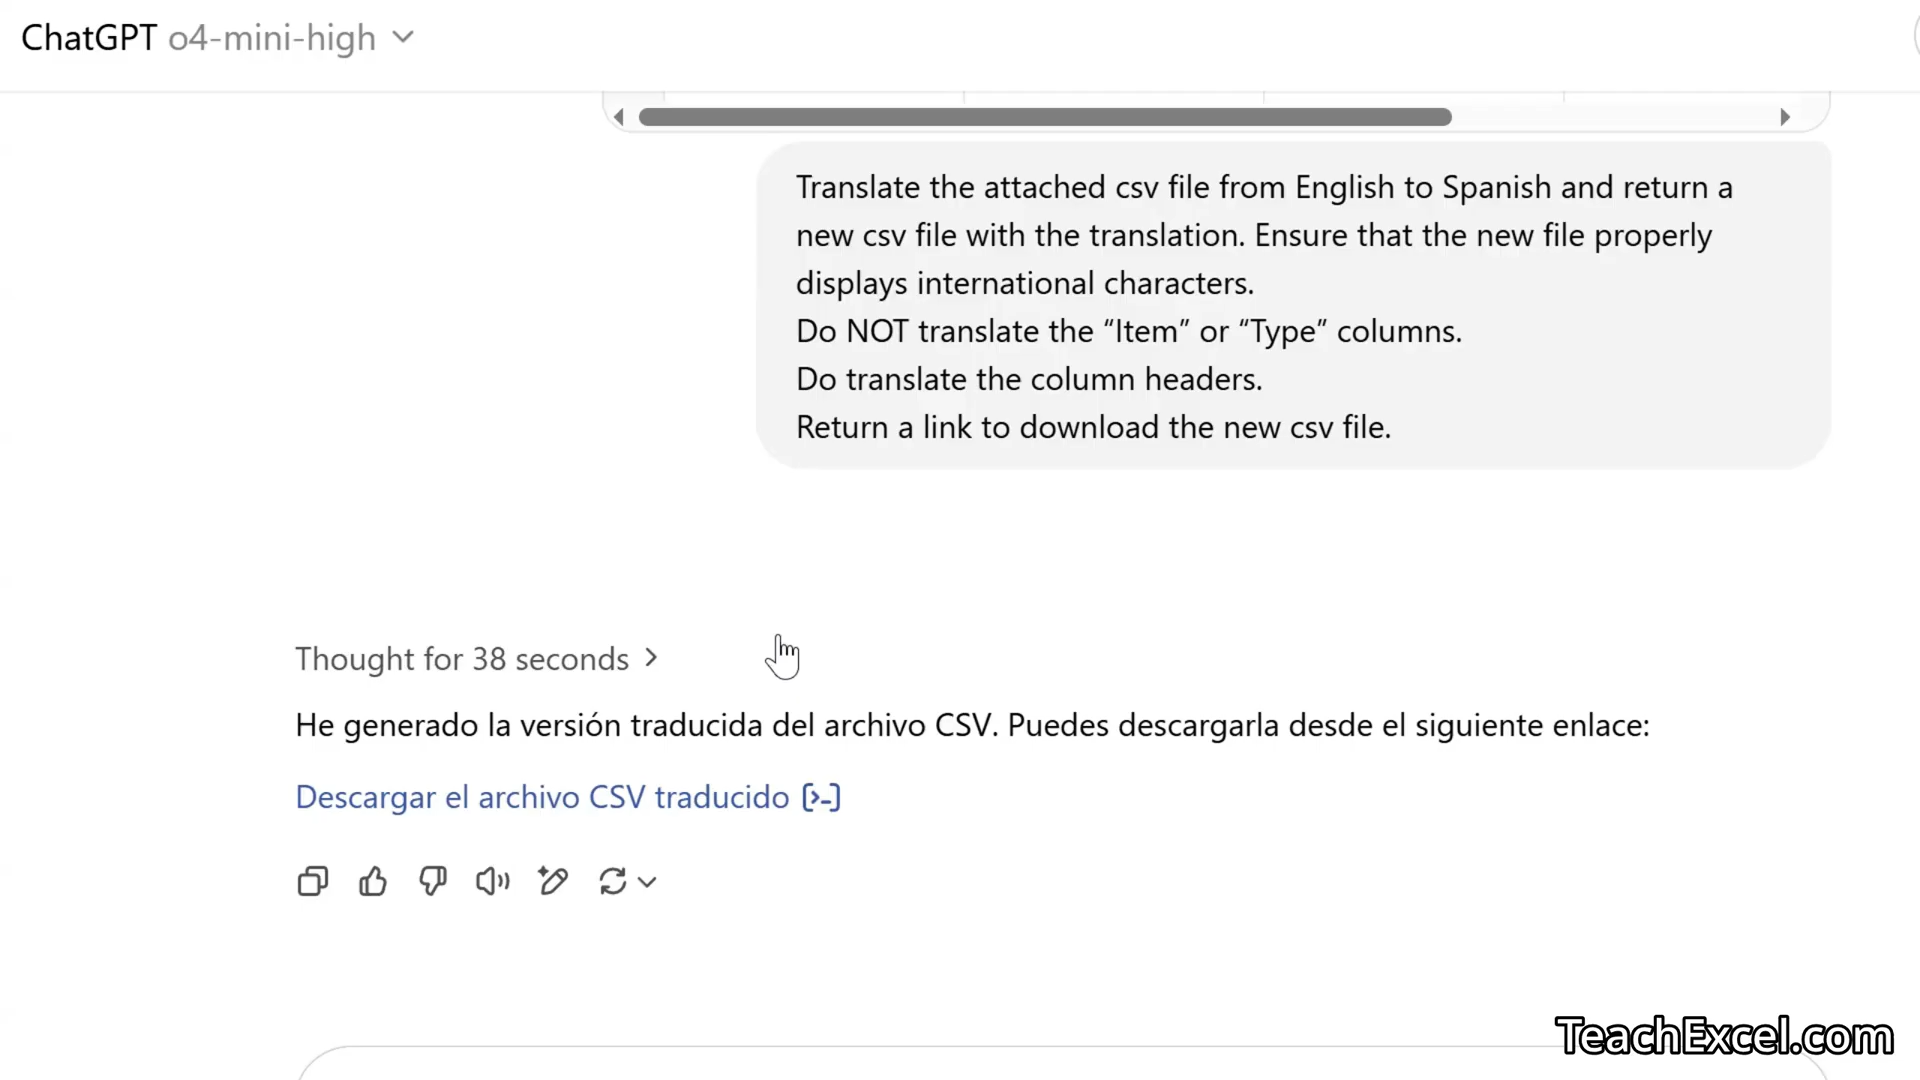 ChatGPT o4-mini-high
Translate the attached csv file from English to Spanish and return a
new csv file with the translation. Ensure that the new file properly
displays international characters.
Do NOT translate the “Item” or “Type” columns.
Do translate the column headers.
Return a link to download the new csv file.
Thought for 38 seconds
He generado la versión traducida del archivo CSV. Puedes descargarla desde el siguiente enlace:
Descargar el archivo CSV traducido
TeachExcel.com